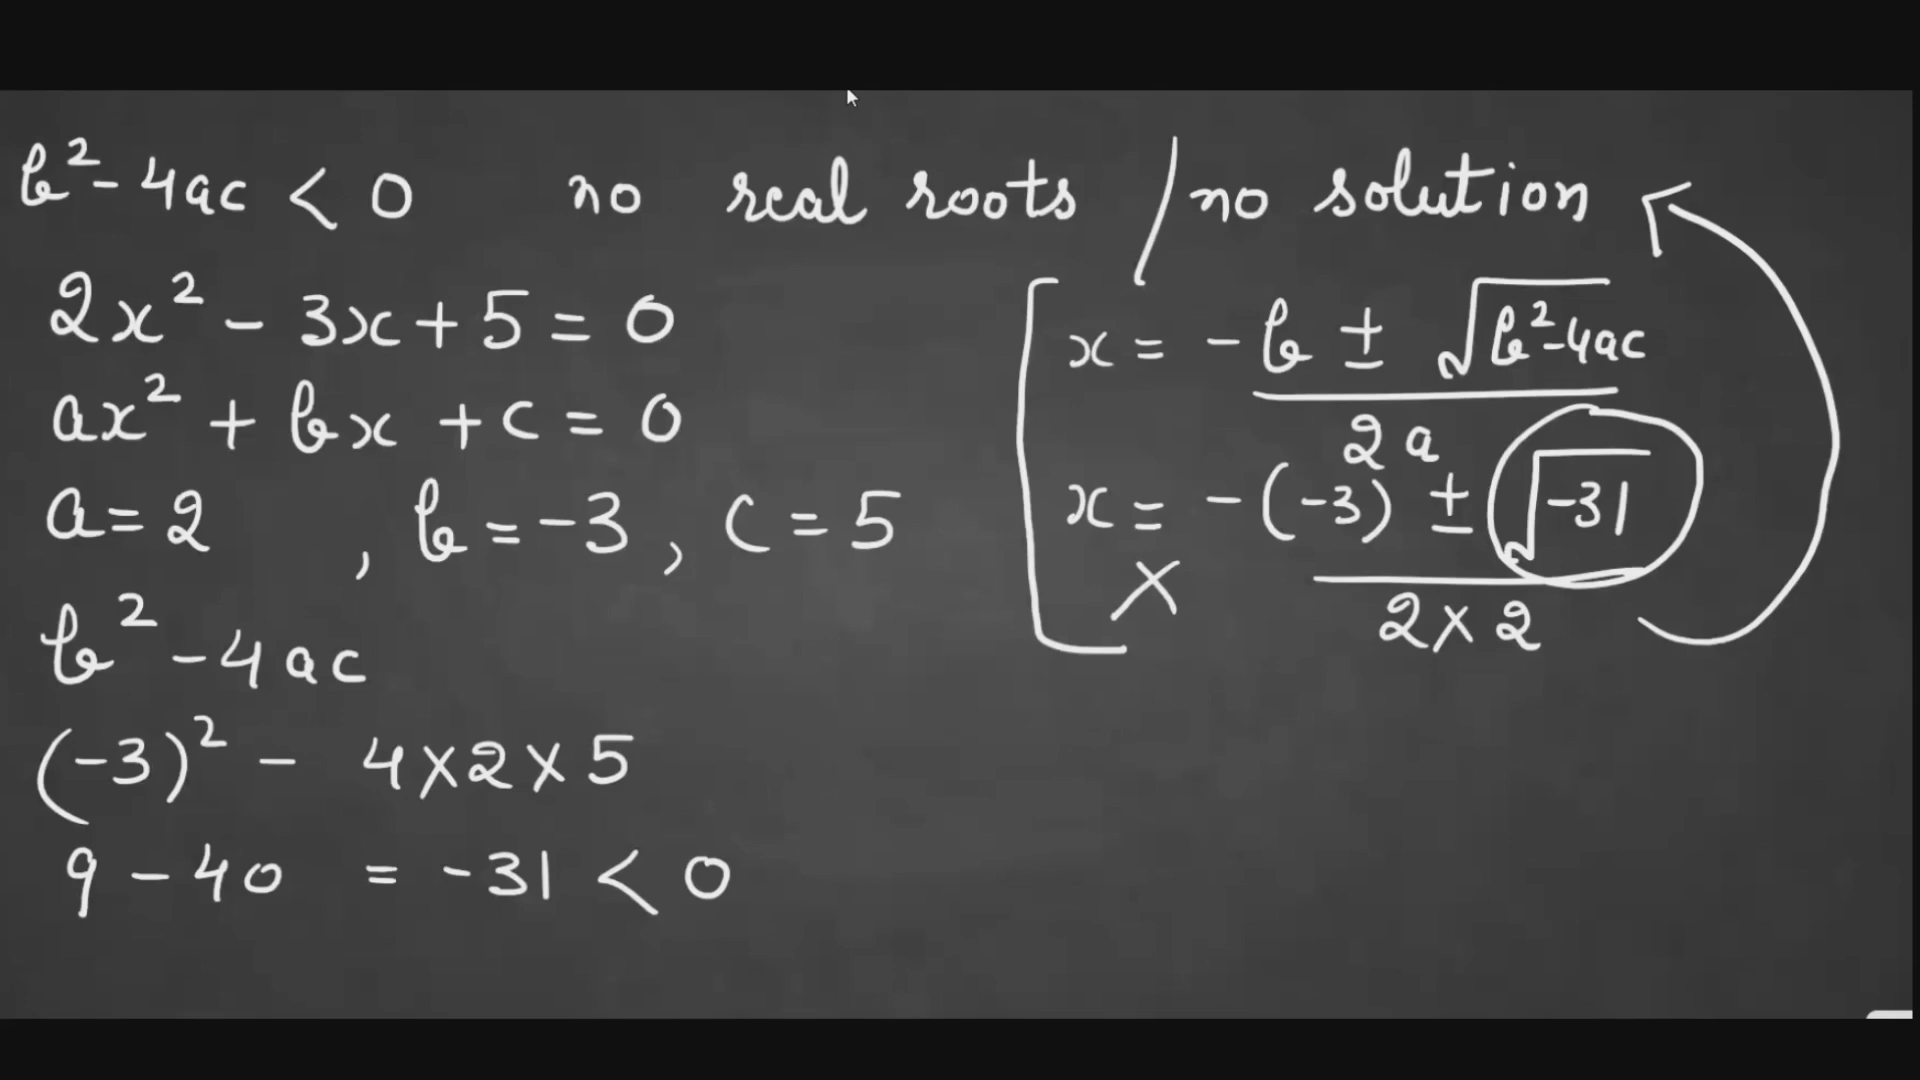 b² - 4ac < 0 no real roots / no solution
2x² - 3x + 5 = 0
ax² + bx + c = 0
a = 2 , b = -3 , c = 5
b² - 4ac
(-3)² - 4 × 2 × 5
9 - 40 = -31 < 0
x = -b ± √b²-4ac
2a
x = -(-3) ± √-31
2 × 2
×